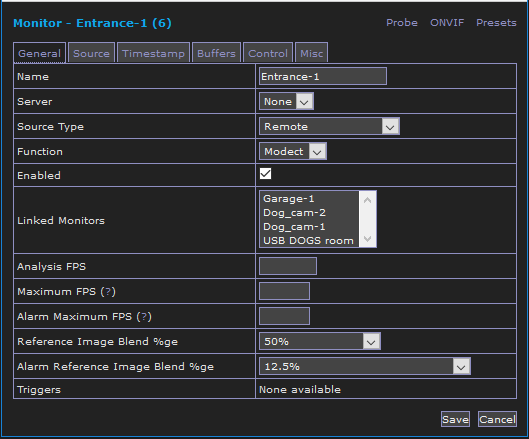 Monitor - Entrance-1 (6) Probe ONVIF Presets
General Source Timestamp Buffers Control Misc
Name Entrance-1
Server None
Source Type Remote
Function Modect
Enabled
Linked Monitors
Garage-1
Dog_cam-2
Dog_cam-1
USB DOGS room
Analysis FPS
Maximum FPS (?)
Alarm Maximum FPS (?)
Reference Image Blend %ge 50%
Alarm Reference Image Blend %ge 12.5%
Triggers None available
Save Cancel